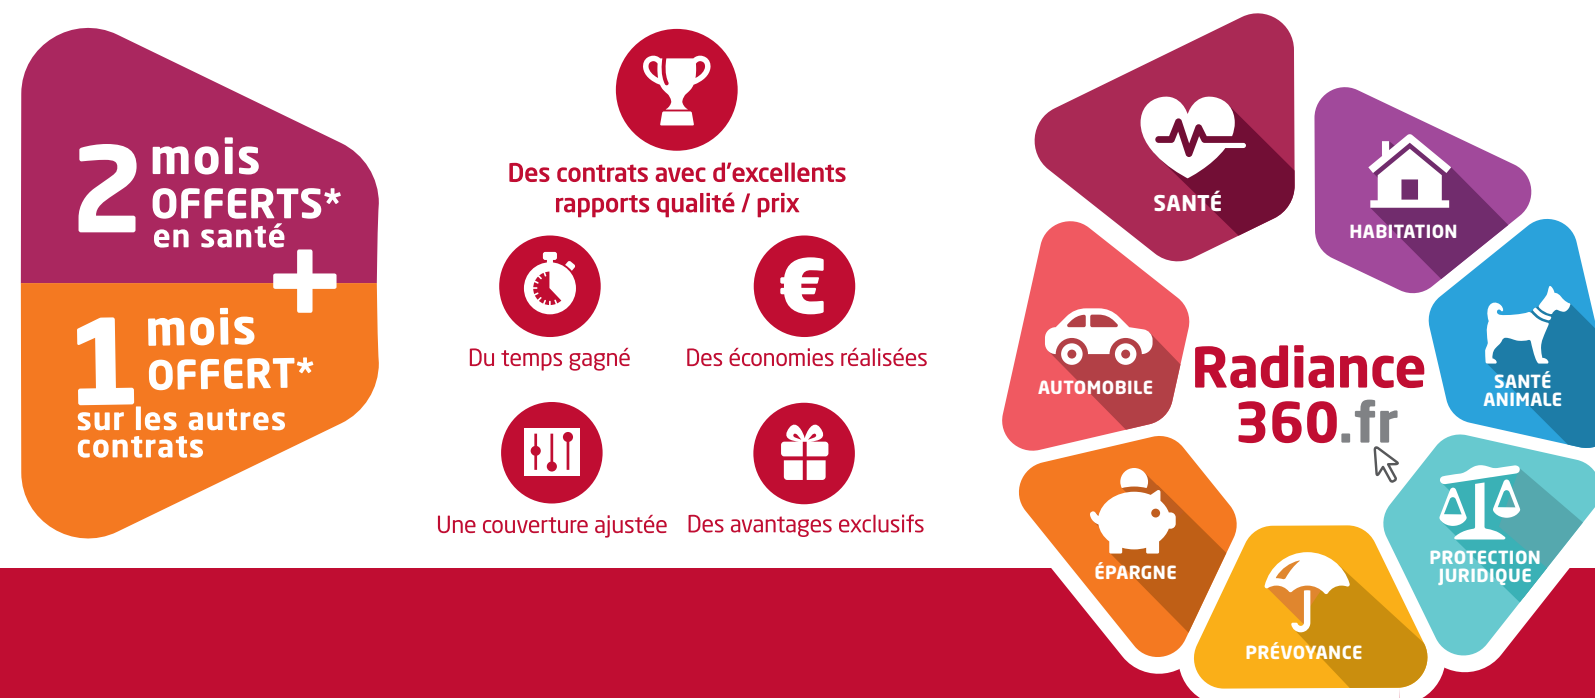 2 mois
OFFERTS*
en santé
+
1 mois
OFFERT*
sur les autres
contrats
Des contrats avec d'excellents
rapports qualité / prix
Du temps gagné
€
Des économies réalisées
Une couverture ajustée
Des avantages exclusifs
SANTÉ
HABITATION
AUTOMOBILE
SANTÉ
ANIMALE
Radiance
360.fr
ÉPARGNE
PROTECTION
JURIDIQUE
PRÉVOYANCE